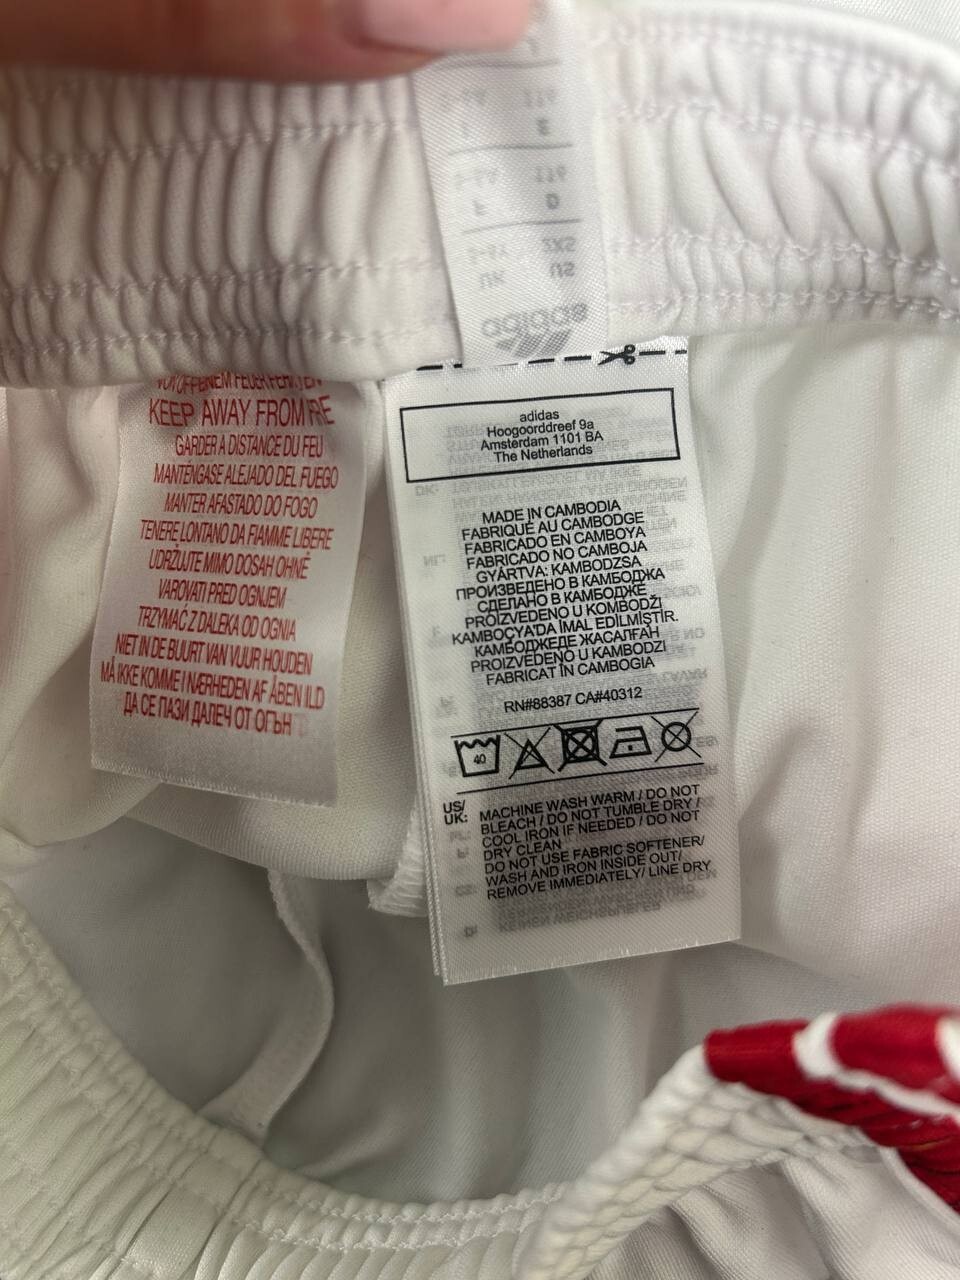 VOR OFFENEM FEUER FERN
KEEP AWAY FROM FIRE
GARDER A DISTANCE DU FEU
MANTÉNGASE ALEJADO DEL FUEGO
MANTER AFASTADO DO FOGO
TENERE LONTANO DA FIAMME LIBERE
UDRŽUJTE MIMO DOSAH OHNĚ
VAROVATI PRED OGNJEM
TRZYMAĆ Z DALEKA OD OGNIA
NIET IN DE BUURT VAN VUUR HOUDEN
MÅ IKKE KOMME I NÆRHEDEN AF ÅBEN ILD
ДА СЕ ПАЗИ ДАЛЕЧ ОТ ОГЪН
adidas
Hoogoorddreef 9a
Amsterdam 1101 BA
The Netherlands
MADE IN CAMBODIA
FABRIQUÉ AU CAMBODGE
FABRICADO EN CAMBOYA
FABRICADO NO CAMBOJA
GYÁRTVA: KAMBODZSA
ПРОИЗВЕДЕНО В КАМБОДЖА
СДЕЛАНО В КАМБОДЖЕ
PROIZVEDENO U KOMBODŽI
KAMBOÇYA'DA İMAL EDİLMİŞTİR.
КАМБОДЖЕДЕ ЖАСАЛҒАН
PROIZVEDENO U KAMBODZI
FABRICAT ÎN CAMBOGIA
RN#88387 CA#40312
40
US/ UK: MACHINE WASH WARM / DO NOT
BLEACH / DO NOT TUMBLE DRY /
COOL IRON IF NEEDED / DO NOT
DRY CLEAN
DO NOT USE FABRIC SOFTENER/
WASH AND IRON INSIDE OUT/
REMOVE IMMEDIATELY/ LINE DRY